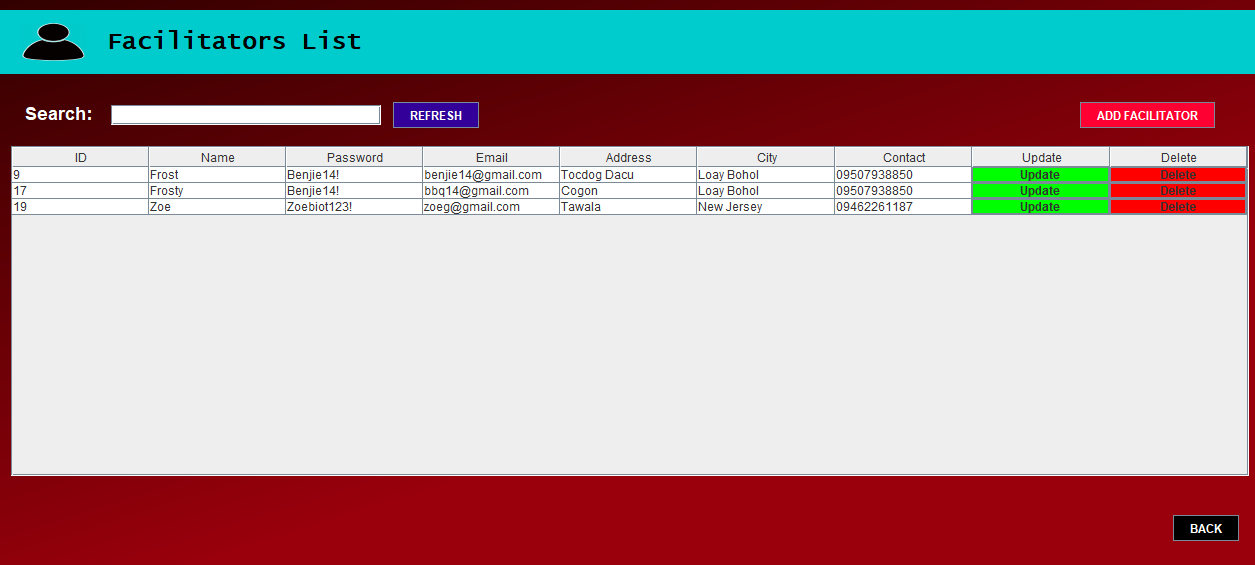 Facilitators List
Search: REFRESH ADD FACILITATOR
ID Name Password Email Address City Contact Update Delete
9 Frost Benjie14! benjie14@gmail.com Tocdog Dacu Loay Bohol 09507938850 Update Delete
17 Frosty Benjie14! bbq14@gmail.com Cogon Loay Bohol 09507938850 Update Delete
19 Zoe Zoebiot123! zoeg@gmail.com Tawala New Jersey 09462261187 Update Delete
BACK